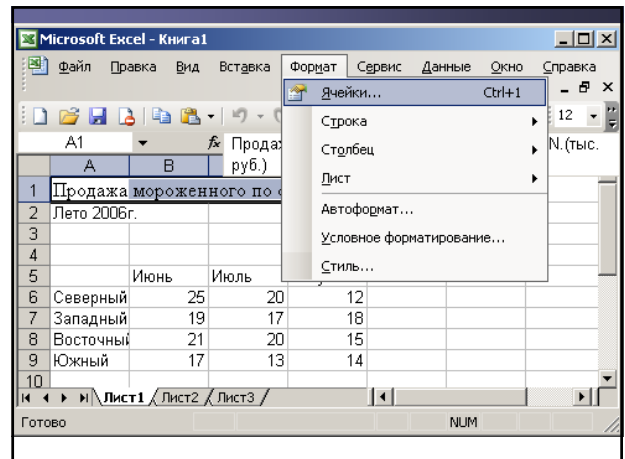 Microsoft Excel - Книга1
Файл Правка Вид Вставка Формат Сервис Данные Окно Справка
Ячейки... Ctrl+1
Строка
Столбец
Лист
Автоформат...
Условное форматирование...
Стиль...
12
A1 fx
N.(тыс.
руб.)
A B
1 Продажа мороженного по
2 Лето 2006г.
3
4
5 Июнь Июль
6 Северный 25 20 12
7 Западный 19 17 18
8 Восточный 21 20 15
9 Южный 17 13 14
10
Лист1 Лист2 Лист3
Готово NUM